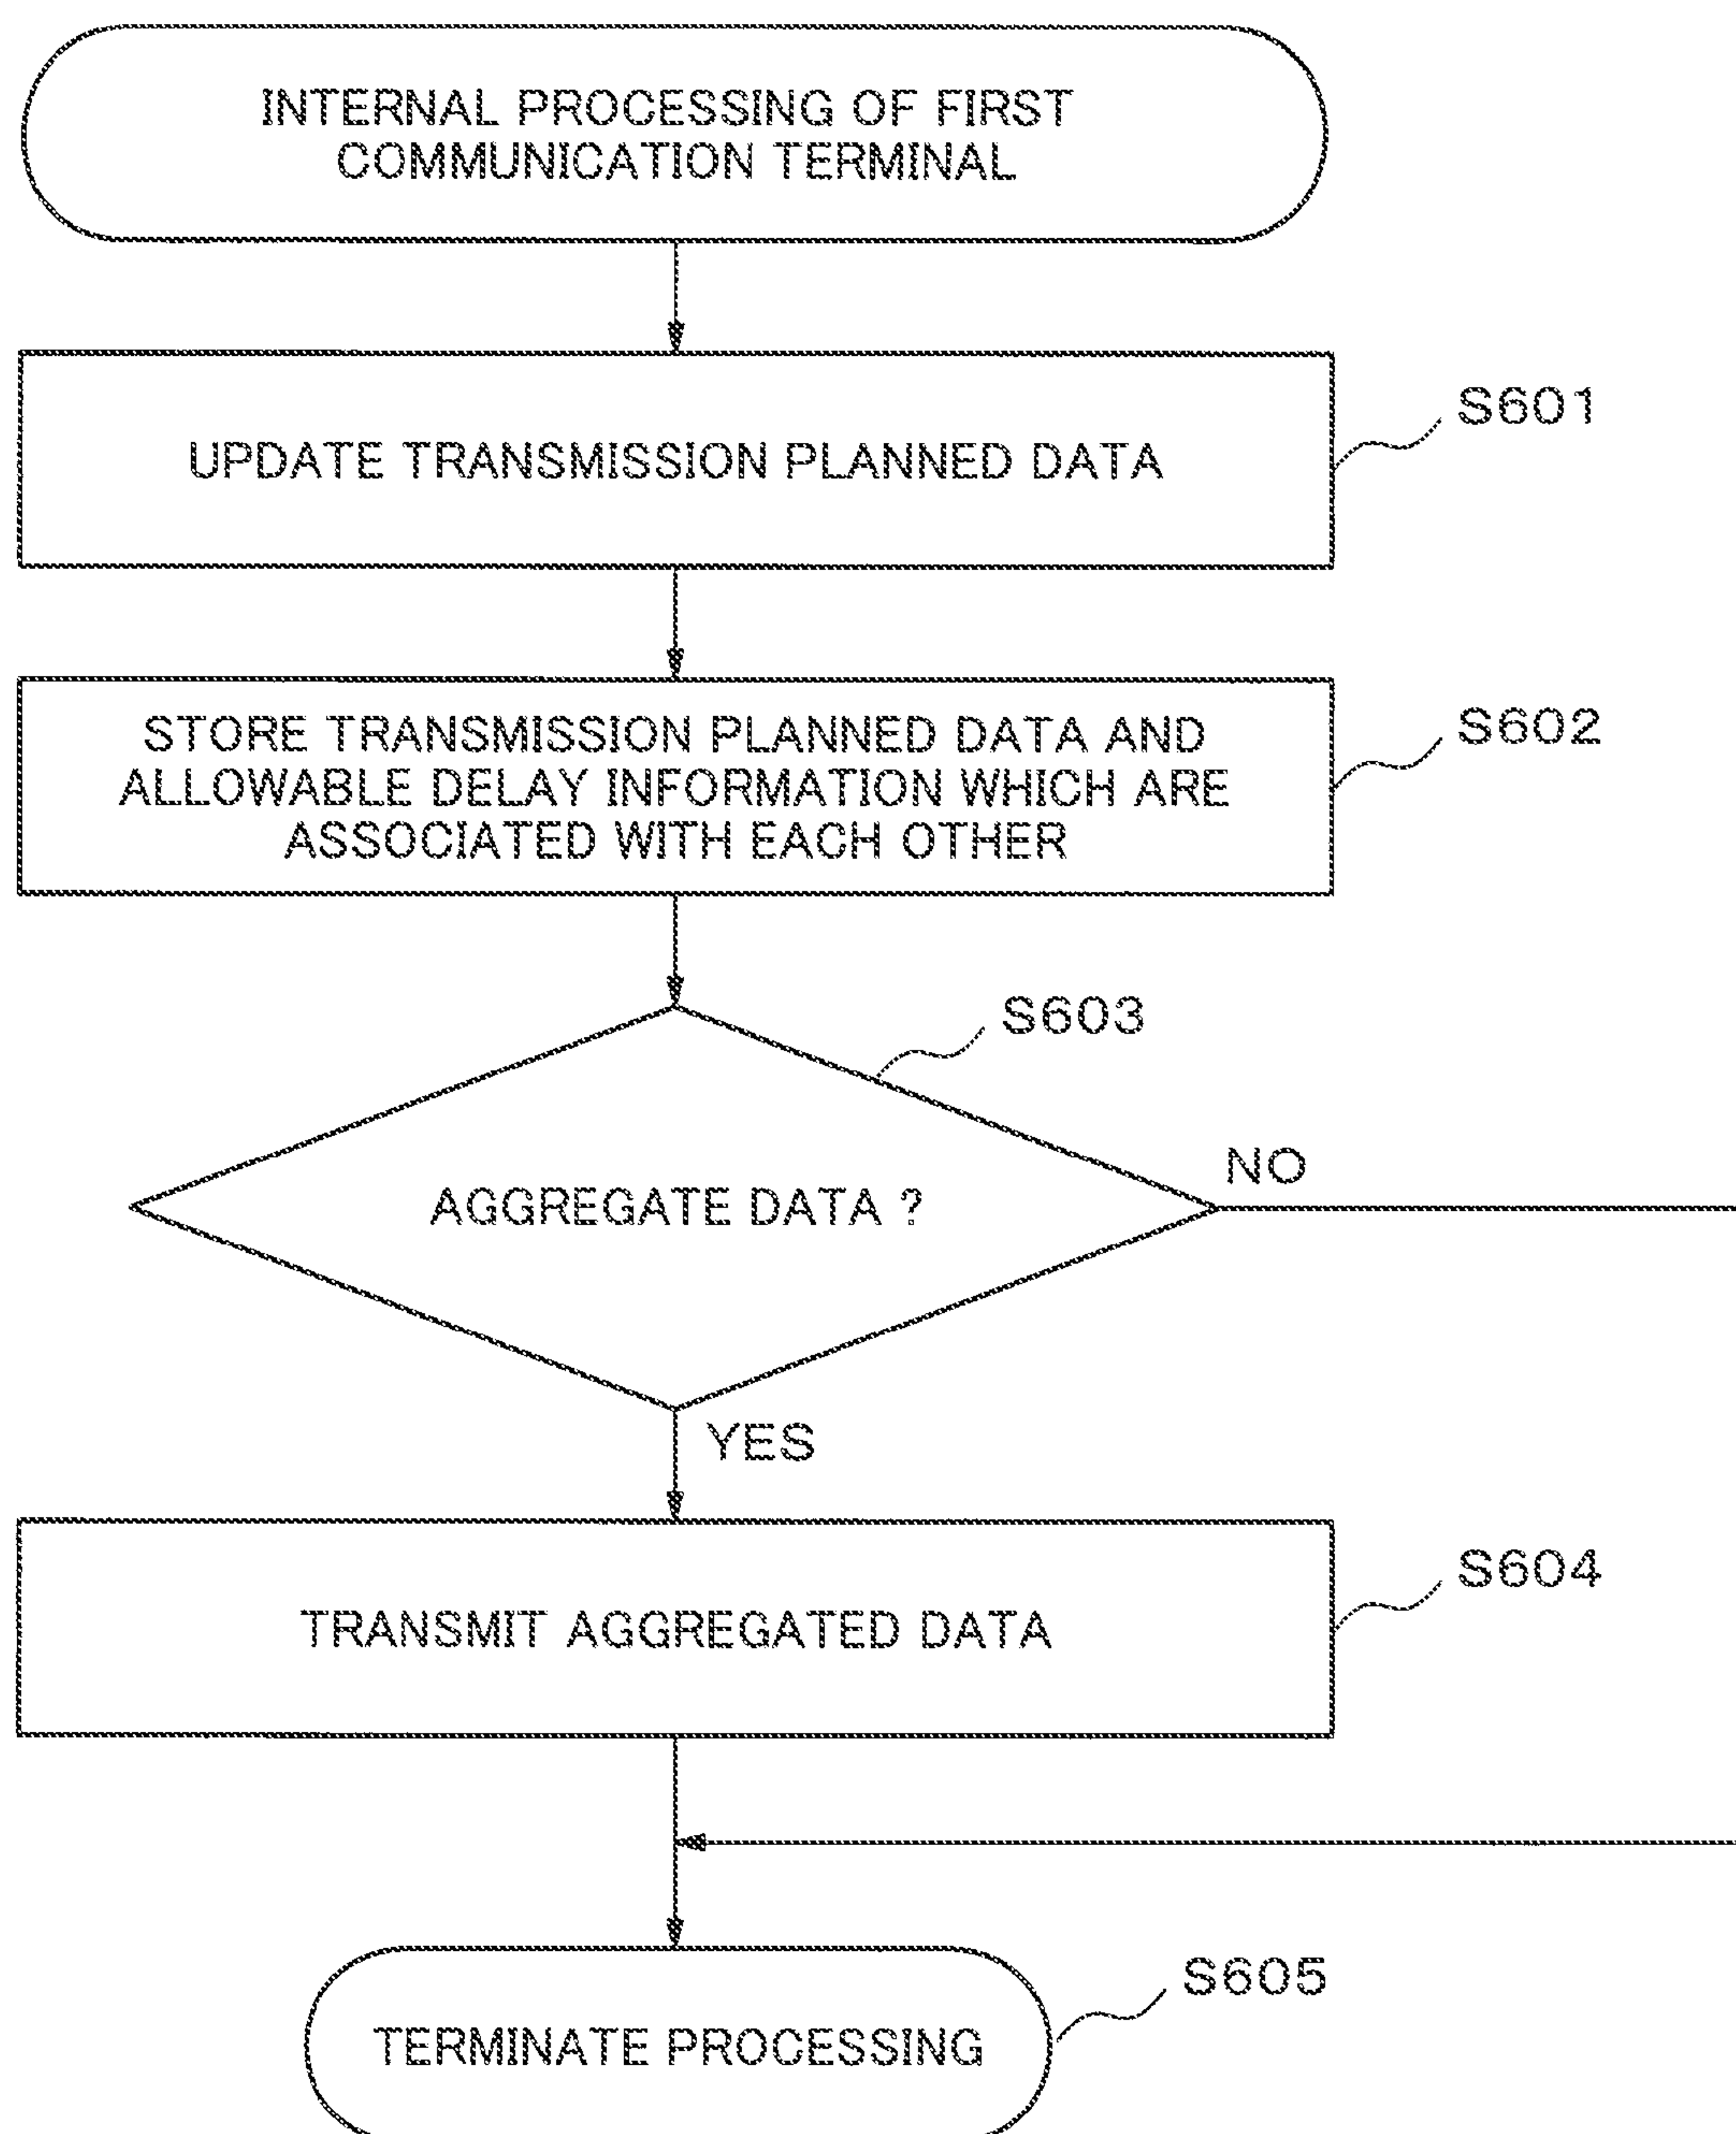 INTERNAL PROCESSING OF FIRST
COMMUNICATION TERMINAL
S601
UPDATE TRANSMISSION PLANNED DATA
S602
STORE TRANSMISSION PLANNED DATA AND
ALLOWABLE DELAY INFORMATION WHICH ARE
ASSOCIATED WITH EACH OTHER
S603
NO
AGGREGATE DATA ?
YES
S604
TRANSMIT AGGREGATED DATA
S605
TERMINATE PROCESSING